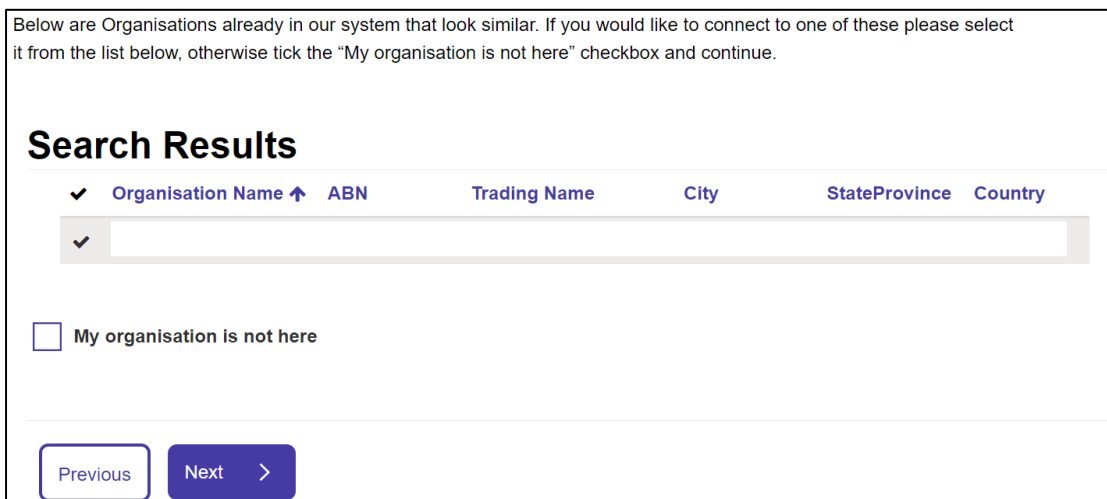 Below are Organisations already in our system that look similar. If you would like to connect to one of these please select
it from the list below, otherwise tick the “My organisation is not here” checkbox and continue.
Search Results
Organisation Name ABN Trading Name City StateProvince Country
My organisation is not here
Previous Next